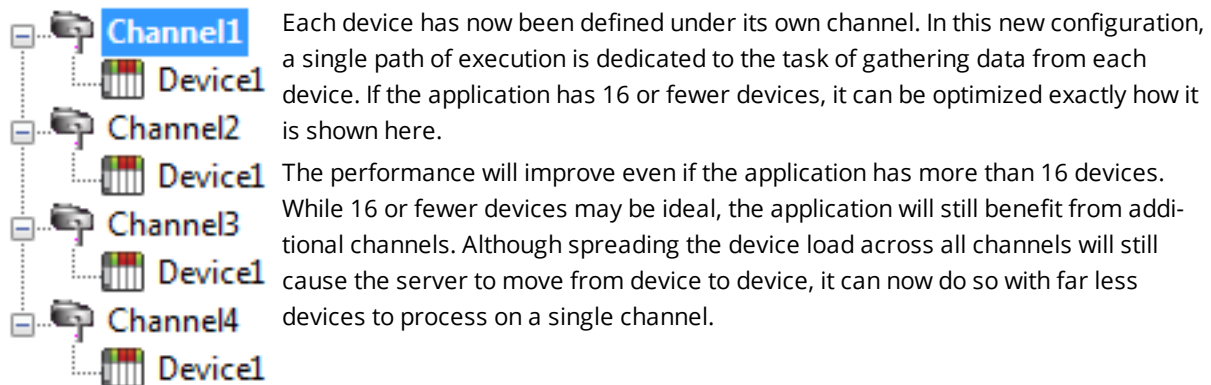 Channel1
Device1
Channel2
Device1
Channel3
Device1
Channel4
Device1
Each device has now been defined under its own channel. In this new configuration,
a single path of execution is dedicated to the task of gathering data from each
device. If the application has 16 or fewer devices, it can be optimized exactly how it
is shown here.
The performance will improve even if the application has more than 16 devices.
While 16 or fewer devices may be ideal, the application will still benefit from addi-
tional channels. Although spreading the device load across all channels will still
cause the server to move from device to device, it can now do so with far less
devices to process on a single channel.